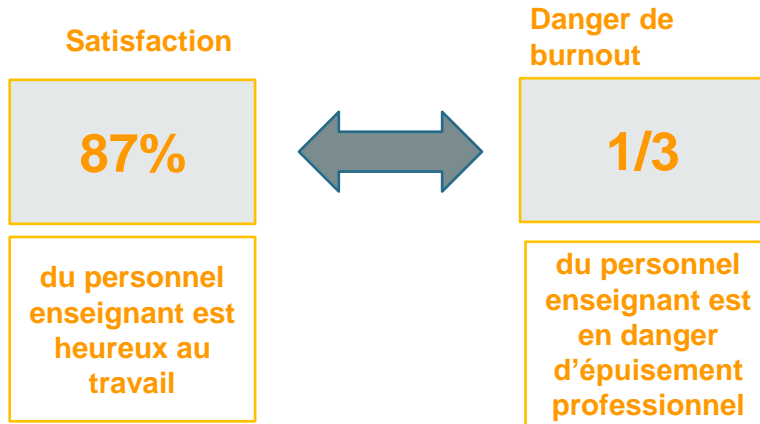 Satisfaction
87%
du personnel
enseignant est
heureux au
travail
Danger de
burnout
1/3
du personnel
enseignant est
en danger
d’épuisement
professionnel